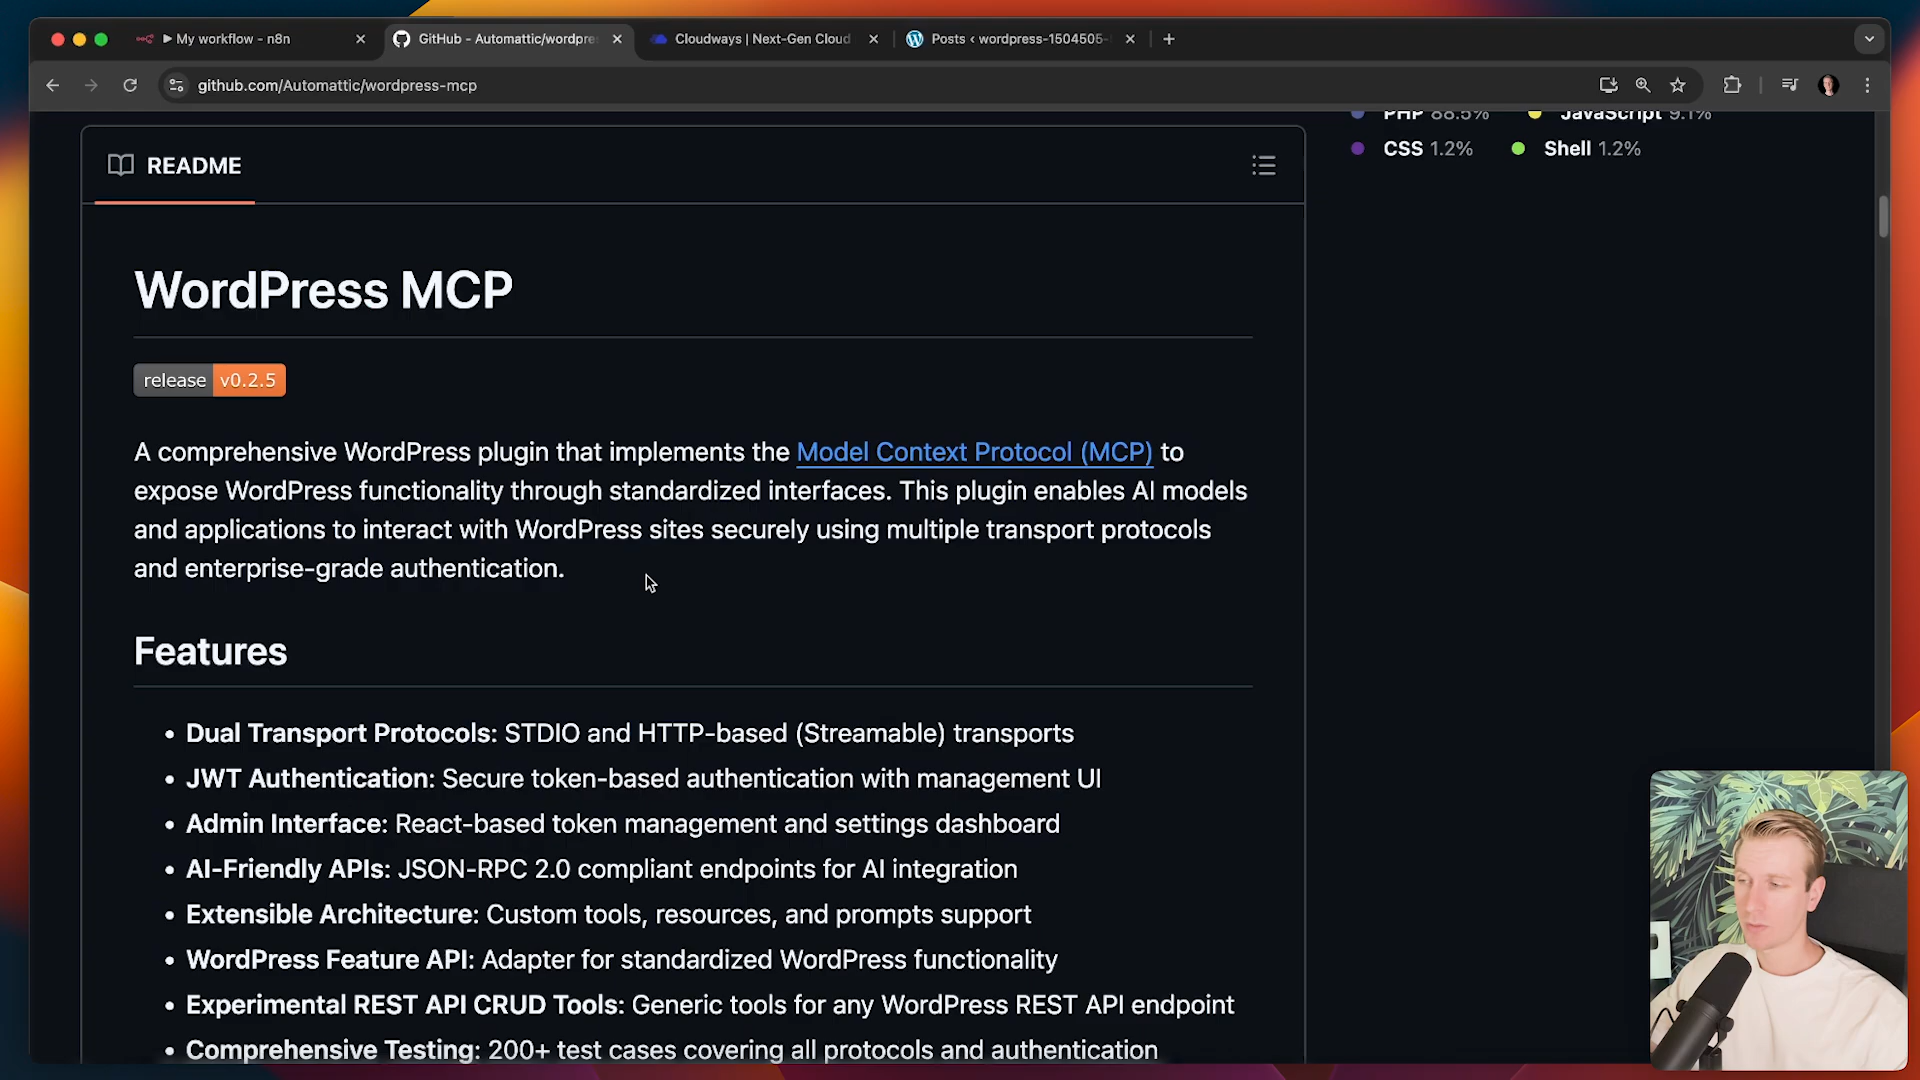 My workflow - n8n
GitHub - Automattic/wordpre
Cloudways | Next-Gen Cloud
Posts ‹ wordpress-1504505-
github.com/Automattic/wordpress-mcp
PHP 88.5% JavaScript 9.1%
CSS 1.2% Shell 1.2%
README
WordPress MCP
release v0.2.5
A comprehensive WordPress plugin that implements the Model Context Protocol (MCP) to
expose WordPress functionality through standardized interfaces. This plugin enables AI models
and applications to interact with WordPress sites securely using multiple transport protocols
and enterprise-grade authentication.
Features
• Dual Transport Protocols: STDIO and HTTP-based (Streamable) transports
• JWT Authentication: Secure token-based authentication with management UI
• Admin Interface: React-based token management and settings dashboard
• AI-Friendly APIs: JSON-RPC 2.0 compliant endpoints for AI integration
• Extensible Architecture: Custom tools, resources, and prompts support
• WordPress Feature API: Adapter for standardized WordPress functionality
• Experimental REST API CRUD Tools: Generic tools for any WordPress REST API endpoint
• Comprehensive Testing: 200+ test cases covering all protocols and authentication